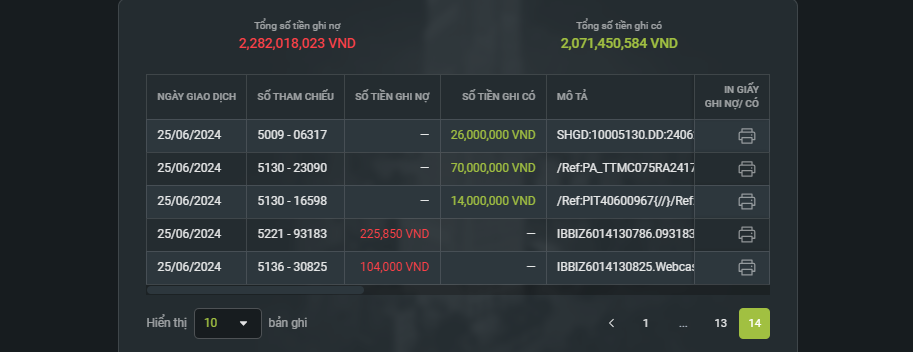 Tổng số tiền ghi nợ Tổng số tiền ghi có
2,282,018,023 VND 2,071,450,584 VND
NGÀY GIAO DỊCH SỐ THAM CHIẾU SỐ TIỀN GHI NỢ SỐ TIỀN GHI CÓ MÔ TẢ IN GIẤY GHI NỢ/ CÓ
25/06/2024 5009 - 06317 — 26,000,000 VND SHGD:10005130.DD:2406
25/06/2024 5130 - 23090 — 70,000,000 VND /Ref:PA_TTMC075RA2417
25/06/2024 5130 - 16598 — 14,000,000 VND /Ref:PIT40600967{//}/Ref:
25/06/2024 5221 - 93183 225,850 VND — IBBIZ6014130786.093183
25/06/2024 5136 - 30825 104,000 VND — IBBIZ6014130825.Webcas
Hiển thị 10 bản ghi 1 ... 13 14